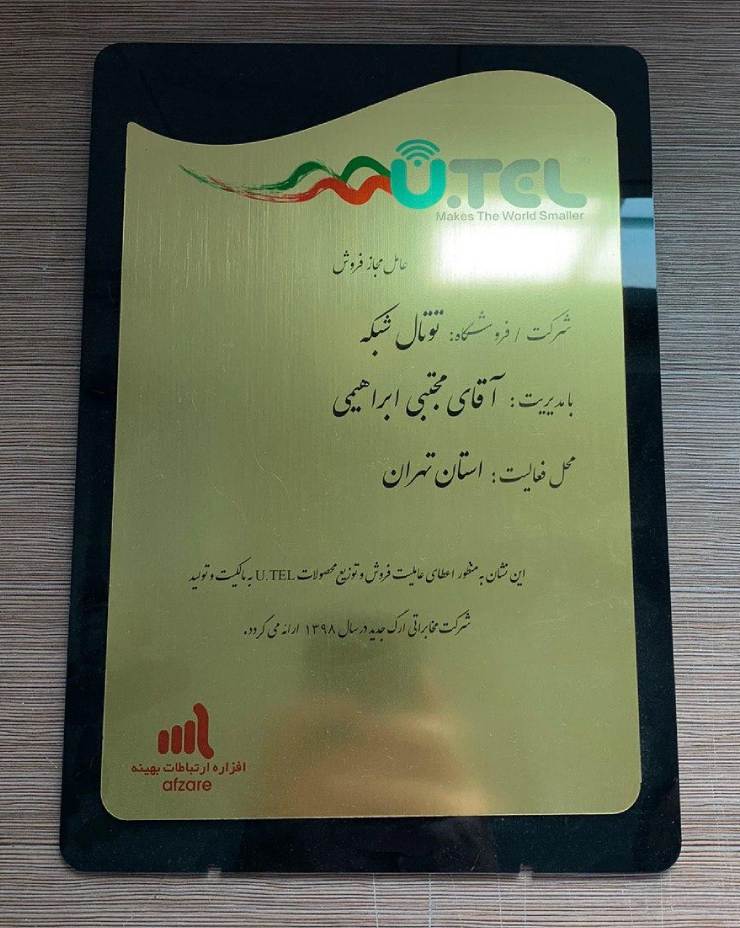 U.TEL
Makes The World Smaller
عامل مجاز فروش
شرکت / فروشگاه: توتال شبکه
با مدیریت: آقای مجتبی ابراهیمی
محل فعالیت: استان تهران
این نشان به منظور اعطای عاملیت فروش و توزیع محصولات U.TEL به مالکیت و تولید
شرکت مخابراتی ارگ جدید در سال ۱۳۹۸ ارائه می گردد.
افزاره ارتباطات بهینه
afzare